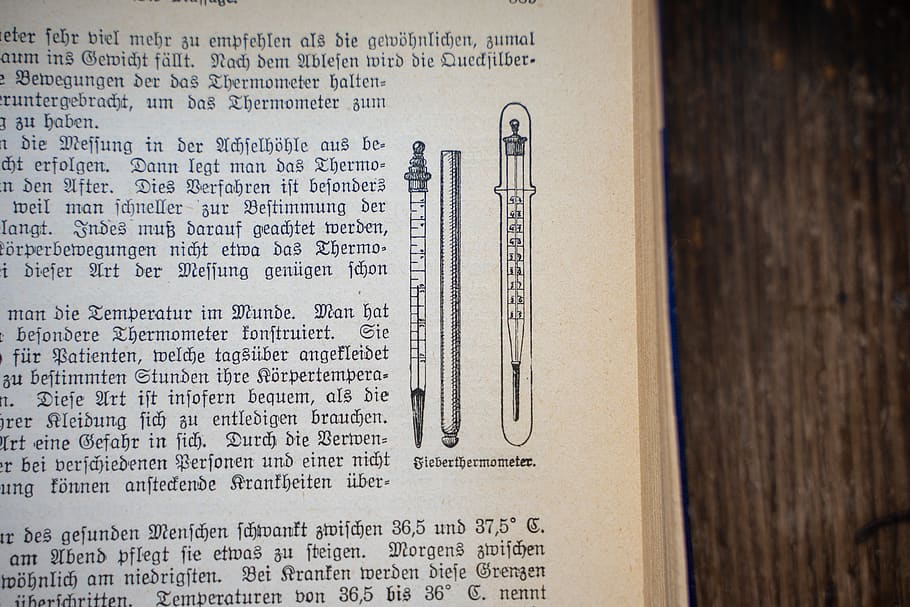 sehr viel mehr zu empfehlen als die gewöhnlichen, zumal
ins Gewicht fällt. Nach dem Ablesen wird die Quecksilber-
Bewegungen der das Thermometer halten-
eruntergebracht, um das Thermometer zum
zu haben.
die Messung in der Achselhöhle aus be-
erfolgen. Dann legt man das Thermo-
den After. Dies Verfahren ist besonders
weil man schneller zur Bestimmung der
langt. Indes muß darauf geachtet werden,
Körperbewegungen nicht etwa das Thermo-
dieser Art der Messung genügen schon
man die Temperatur im Munde. Man hat
besondere Thermometer konstruiert. Sie
für Patienten, welche tagsüber angekleidet
zu bestimmten Stunden ihre Körpertempera-
n. Diese Art ist insofern bequem, als die
hrer Kleidung sich zu entledigen brauchen.
Art eine Gefahr in sich. Durch die Verwen-
er bei verschiedenen Personen und einer nicht
ung können ansteckende Krankheiten über-
Fieberthermometer.
ur des gesunden Menschen schwankt zwischen 36,5 und 37,5° C.
am Abend pflegt sie etwas zu steigen. Morgens zwischen
wöhnlich am niedrigsten. Bei Kranken werden diese Grenzen
überschritten. Temperaturen von 36,5 bis 36° C. nennt